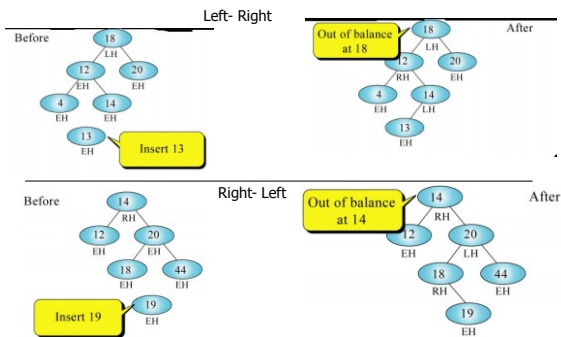 Left- Right
Before
18
LH
12
EH
20
EH
4
EH
14
EH
13
EH
Insert 13
After
Out of balance
at 18
18
LH
12
RH
20
EH
4
EH
14
LH
13
EH
Right- Left
Before
14
RH
12
EH
20
EH
18
EH
44
EH
19
EH
Insert 19
After
Out of balance
at 14
14
RH
12
EH
20
LH
18
RH
44
EH
19
EH